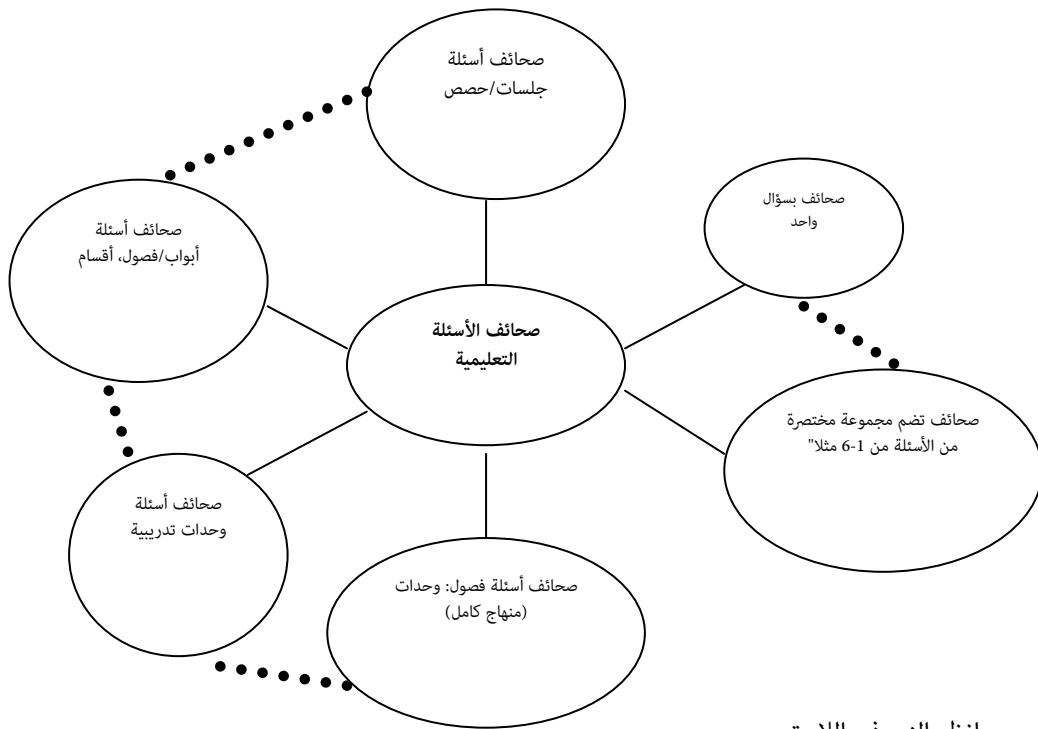 صحائف أسئلة
جلسات/حصص
صحائف بسؤال
واحد
صحائف أسئلة
أبواب/فصول، أقسام
صحائف الأسئلة
التعليمية
صحائف تضم مجموعة مختصرة
من الأسئلة من 1-6 مثلا"
صحائف أسئلة
وحدات تدريبية
صحائف أسئلة فصول: وحدات
(منهاج كامل)